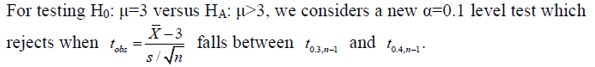 For testing H₀: μ=3 versus H_A: μ>3, we considers a new α=0.1 level test which
rejects when t_obs = (X̄−3)/(s/√n) falls between t_{0.3,n−1} and t_{0.4,n−1}.